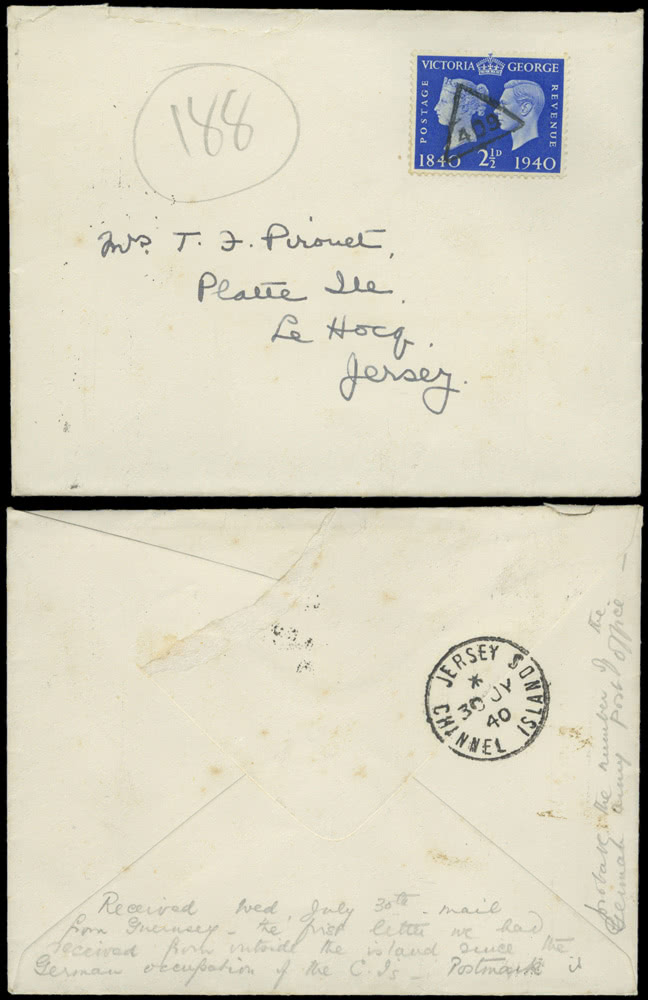 188
VICTORIA GEORGE
POSTAGE
REVENUE
409
1840 2½D 1940
Mrs. T. F. Pirouet,
Platte Ile,
Le Hocq,
Jersey.
JERSEY
CHANNEL ISLANDS
*
30 JY
40
Received Wed, July 30th - mail
from Guernsey - the first letter we had
received from outside the island since the
German occupation of the C.Is - Postmark is
probably the number of the
German army Post office -